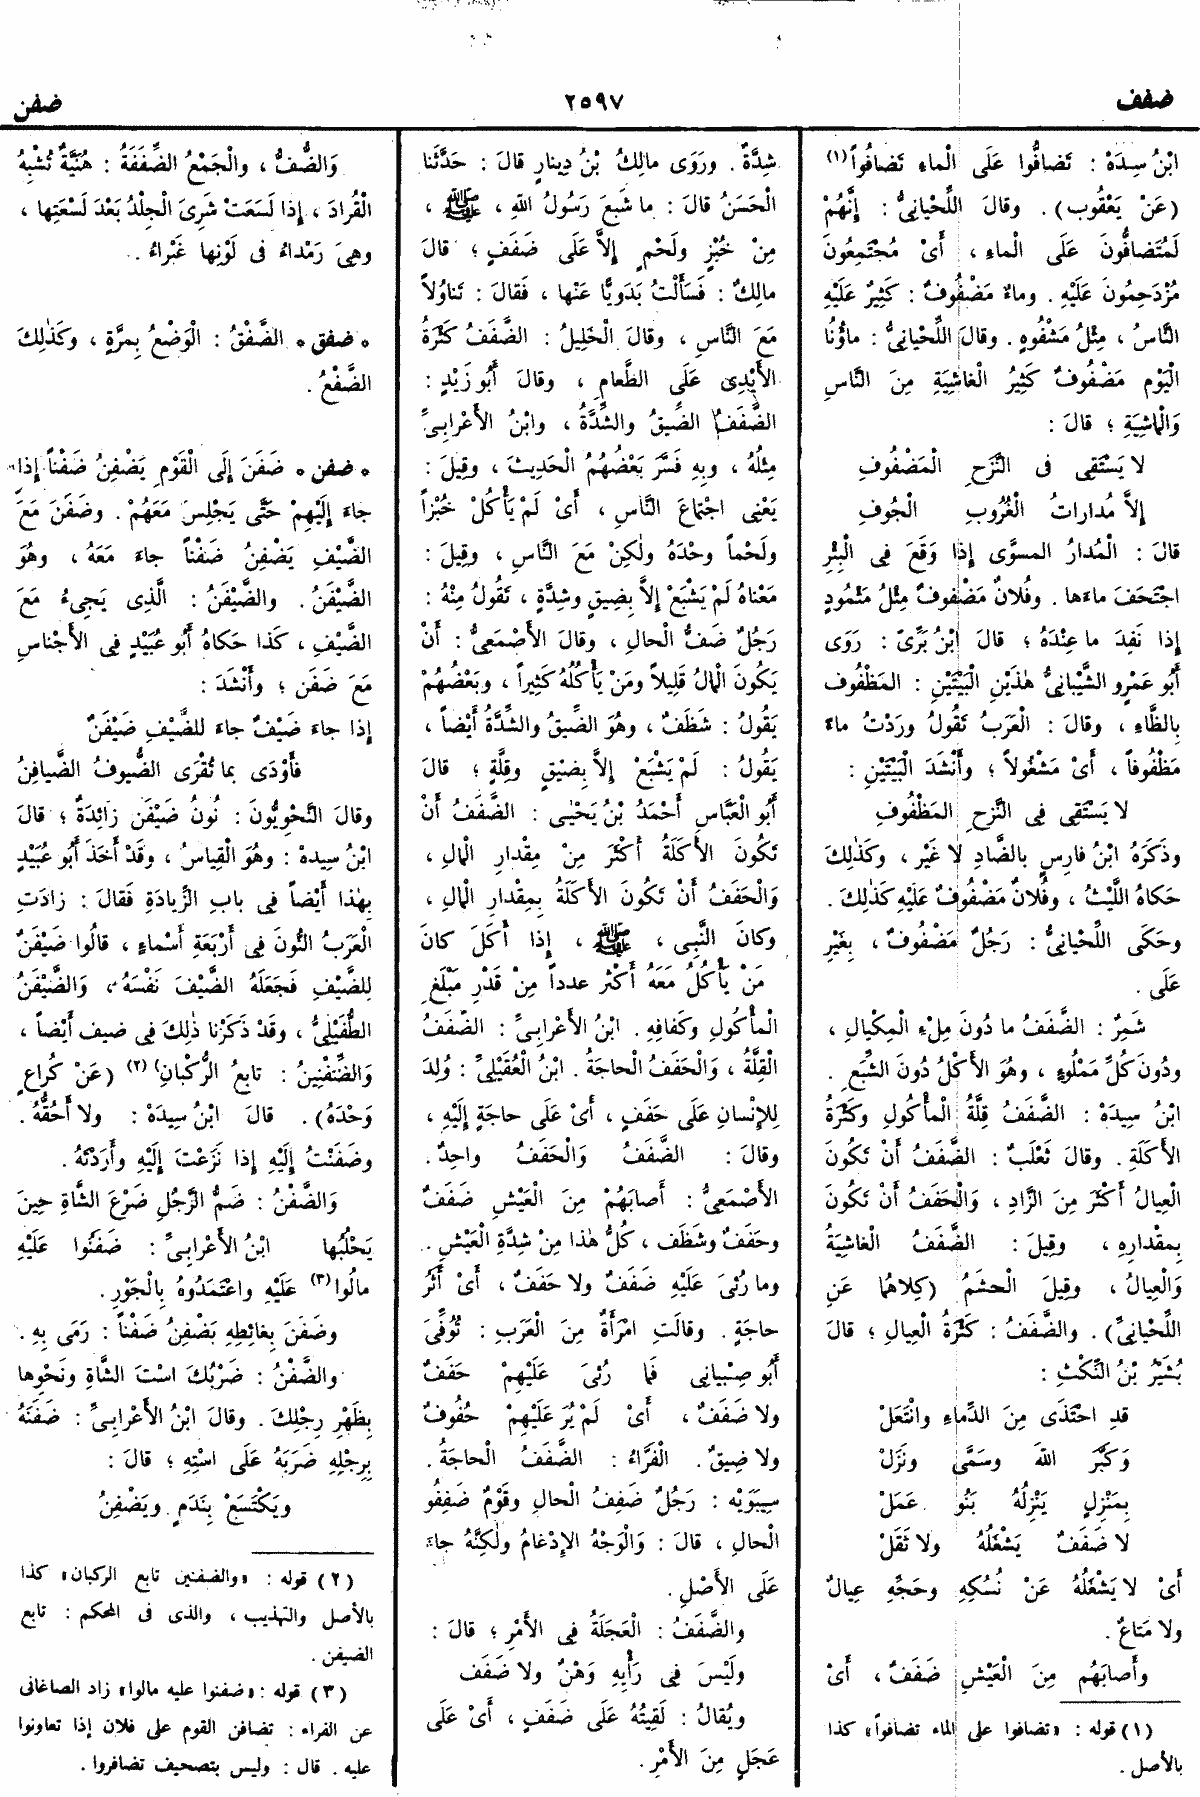 ضفف
٢٥٩٧
ضفن
ابْنُ سِدَهْ : تَضافُّوا عَلَى الْماءِ تَضافُواً(١)
(عَنْ يَعْقُوب) . وقالَ اللِّحْيانِىُّ : إِنَّهُمْ
لَمُتَضافُّونَ عَلَى الْماءِ ، أَىْ مُجْتَمِعُونَ
مُزْدَحِمُونَ عَلَيْهِ . وماءٌ مَضْفُوفٌ : كَثِيرٌ عَلَيْهِ
النَّاسُ ، مِثْلُ مَشْفُوهٍ . وقالَ اللِّحْيانِىُّ : ماؤُنُا
الْيَوْمِ مَضْفُوفٌ كَثِيرُ الْغاشِيَةِ مِنَ النَّاسِ
وَالْماشِيَةِ ؛ قالَ :
لا يَسْتَقِى فى النَّزَحِ الْمَضْفُوفِ
إِلاَّ مُدارَاتُ الْغُرُوبِ الْجُوفِ
قالَ : الْمُدارُ المسوَّى إِذا وَقَعَ فِى الْبِئْرِ
اجْتَحَفَ ماءَها . وفُلانٌ مَضْفُوفٌ مِثْلُ مَثْمُودٍ
إِذا نَفِدَ ما عِنْدَهُ ؛ قالَ ابْنُ بَرِّىّ : رَوَى
أَبُو عَمْرٍو الشَّيْبانِىُّ هٰذَيْنِ الْبَيْتَيْنِ : المَظْفُوف
بِالظَّاءِ ، وقالَ : الْعَرَبُ تَقُولُ ورَدْتُ ماءً
مَظْفُوفاً ، أَىْ مَشْغُولاً ؛ وأَنْشَدَ الْبَيْتَيْنِ :
لا يَسْتَقِى فِى النَّزحِ المَظْفُوفِ
وذَكَرَهُ ابْنُ فارِسٍ بالضَّادِ لا غَيْر ، وكَذٰلِكَ
حَكاهُ اللَّيْثُ ، وفُلانٌ مَضْفُوفٌ عَلَيْهِ كَذٰلِكَ .
وحَكَى اللِّحْيانِىُّ : رَجُلٌ مَضْفُوفٌ ، بِغَيْرِ
عَلَى .
شَمِرٌ : الضَّفَفُ ما دُونَ مِلْءِ الْمِكْيالِ ،
ودُونَ كُلِّ مَمْلُوءٍ ، وهُوَ الأَكْلُ دُونَ الشِّبَعِ .
ابْنُ سِيدَهْ : الضَّفَفُ قِلَّةُ الْمأْكُولِ وكَثْرَةُ
الأَكَلَةِ . وقالَ ثَعْلَبٌ : الضَّفَفُ أَنْ تَكُونَ
الْعِيالُ أَكْثَرَ مِنَ الزَّادِ ، وَالْحَفَفُ أَنْ تَكُونَ
بِمقْدارِهِ ، وقِيلَ : الضَّفَفُ الْغاشِيَةُ
وَالْعِيالُ ، وقِيلَ الْحشَمُ (كِلاهُما عَنِ
اللِّحْيانِىِّ) . والضَّفَفُ : كَثْرَةُ الْعِيالِ ؛ قالَ
بُشَيْرُ بْنُ النِّكْثِ :
قدِ احْتَذَى مِنَ الدِّماءِ وانْتَعَلْ
وَكَبَّرَ اللهَ وسَمَّى ونَزَلْ
بِمَنْزِلٍ يَنْزِلُهُ بَنُو عَمَلْ
لا ضَفَفٌ يَشْغَلُهُ ولا ثَقَلْ
أَىْ لا يَشْغَلُهُ عَنْ نُسُكِهِ وحَجِّهِ عِيالٌ
ولا مَتاعٌ .
وأَصابَهُم مِنَ الْعَيْشِ ضَفَفٌ ، أَىْ
(١) قوله : «تضافوا على الماء تضافواً» كذا
بالأصل .
شِدَّةٌ . ورَوَى مالِكُ بْنُ دِينارٍ قالَ : حَدَّثَنا
الْحَسَنُ قالَ : ما شَبِعَ رَسُولُ اللهِ ، ﷺ ،
مِنْ خُبْزٍ ولَحْمٍ إِلاَّ عَلَى ضَفَفٍ ؛ قالَ
مالِكٌ : فَسَأَلْتُ بَدَوِيًّا عَنْها ، فَقالَ : تَناوُلاً
مَعَ النَّاسِ ، وقالَ الْخَلِيلُ : الضَّفَفُ كَثْرَةُ
الأَيْدِى عَلَى الطَّعامِ ، وقالَ أَبُو زَيْدٍ :
الضَّفَفُ الضِّيقُ والشِّدَّةُ ، وابْنُ الأَعْرابِىِّ
مِثْلُهُ ، وبِهِ فَسَّرَ بَعْضُهُمُ الْحَدِيثَ ، وقِيلَ :
يَعْنِى اجْتِماعَ النَّاسِ ، أَىْ لَمْ يَأْكُلْ خُبْزاً
ولَحْماً وحْدَهُ ولٰكِنْ مَعَ النَّاسِ ، وقِيلَ :
مَعْناهُ لَمْ يَشْبَعْ إِلاَّ بِضِيقٍ وشِدَّةٍ ، تَقُولُ مِنْهُ :
رَجُلٌ ضَفُّ الْحالِ ، وقالَ الأَصْمَعِىُّ : أَنْ
يَكُونَ الْمالُ قَلِيلاً ومَنْ يَأْكُلُهُ كَثِيراً ، وبَعْضُهُمْ
يَقُولُ : شَظَفٌ ، وهُوَ الضِّيقُ والشِّدَّةُ أَيْضاً ،
يَقُولُ : لَمْ يَشْبَعْ إِلاَّ بِضِيْقٍ وقِلَّةٍ ؛ قالَ
أَبُو الْعَبَّاسِ أَحْمَدُ بْنُ يَحْيَىٰ : الضَّفَفُ أَنْ
تَكُونَ الأَكَلَةُ أَكْثَرَ مِنْ مِقْدارِ الْمالِ ،
وَالْحَفَفُ أَنْ تَكُونَ الأَكَلَةُ بِمِقْدارِ الْمالِ ،
وكانَ النَّبِى ، ﷺ ، إِذا أَكَلَ كانَ
مَنْ يَأْكُلُ مَعَهُ أَكْثَر عدداً مِنْ قَدْرِ مَبْلَغِ
الْمأْكُولِ وكَفافِهِ . ابْنُ الأَعْرابِىِّ : الضَّفَفُ
الْقِلَّةُ ، وَالْحَفَفُ الْحاجَةُ . ابْنُ الْعُقَيْلِىِّ : وُلِدَ
لِلإِنْسانِ عَلَى حَفَفٍ ، أَىْ عَلَى حاجَةٍ إِلَيْهِ ،
وقالَ : الضَّفَفُ وَالْحَفَفُ واحِدٌ .
الأَصْمَعِىُّ : أَصابَهُمْ مِنَ الْعَيْشِ ضَفَفٌ
وحَفَفٌ وشَظَف ، كُلُّ هٰذا مِنْ شِدَّةِ الْعَيْشِ .
وما رُئِىَ عَلَيْهِ ضَفَفٌ ولا حَفَفٌ ، أَىْ أَثَرُ
حاجَةٍ . وقالَتِ امْرَأَةٌ مِنَ الْعَرَبِ : تُوُفِّىَ
أَبُو صِبْيانِى فَما رُئِىَ عَلَيْهِمْ حَفَفٌ
ولا ضَفَفٌ ، أَىْ لَمْ يُرَ عَلَيْهِمْ حُفُوفٌ
ولا ضِيقٌ . الْفَرَّاءُ : الضَّفَفُ الْحاجَةُ .
سِيبَوَيْه : رَجُلٌ ضَفِفُ الْحالِ وقَوْمٌ ضَفِفُو
الْحالِ ، قالَ : وَالْوَجْهُ الإِدْغامُ ولٰكِنَّهُ جاءَ
عَلَى الأَصْلِ .
والضَّفَفُ : الْعَجَلَةُ فِى الأَمْرِ ؛ قالَ :
ولَيْسَ فِى رَأْيِهِ وَهْنٌ ولا ضَفَف
ويُقالُ : لَقِيتُهُ عَلَى ضَفَفٍ ، أَىْ عَلَى
عَجَلٍ مِنَ الأَمْرِ .
وَالضُّفُّ ، والْجَمْعُ الضِّفَفَةُ : هُنَيَّةٌ تُشْبِهُ
الْقُرادَ ، إِذا لَسَعَتْ شَرِىَ الْجِلْدُ بَعْدَ لَسْعَتِها ،
وهِىَ رَمْداءُ فى لَوْنِها غَبْراءُ .
• ضفق • الضَّفْقُ : الْوَضْعُ بِمرَّةٍ ، وكَذٰلِكَ
الضَّفْعُ .
• ضفن • ضَفَنَ إِلَى الْقَوْمِ يَضْفِنُ ضَفْناً إِذا
جاءَ إِلَيْهِمْ حَتَّى يَجْلِسَ مَعَهُمْ . وضَفَنَ مَعَ
الضَّيْفِ يَضْفِنُ ضَفْناً جاءَ مَعَهُ ، وهُوَ
الضَّيْفَنُ . والضَّيْفَنُ : الَّذِى يَجِىءُ مَعَ
الضَّيْفِ ، كَذا حَكاهُ أَبُو عُبَيْدٍ فِى الأَجْناسِ
مَعَ ضَفَن ؛ وأَنْشَدَ :
إِذا جاءَ ضَيْفٌ جاءَ للضَّيْفِ ضَيْفَنٌ
فَأَوْدَى بما تُقْرَى الضُّيوفُ الضَّيافِنُ
وقالَ النَّحْوِيُّونَ : نُونُ ضَيْفَن زائِدَةٌ ؛ قالَ
ابْنُ سِيدهْ : وهُوَ الْقِياسُ ، وقَدْ أَخَذَ أَبُو عُبَيْدٍ
بِهٰذا أَيْضاً فِى بابِ الزِّيادَةِ فَقالَ : زادَتِ
الْعَرَبُ النُّونَ فِى أَرْبَعَةِ أَسْماءٍ ، قالُوا ضَيْفَنٌ
لِلضَّيْفِ فَجَعَلَهُ الضَّيْفَ نَفْسَهُ ، وَالضَّيْفَنُ
الطُّفَيْلِىُّ ، وقَدْ ذَكَرْنا ذٰلِكَ فِى ضيف أَيْضاً ،
وَالضِّفْنِينُ : تابعُ الرُّكْبانِ(٢) (عَنْ كُراعٍ
وَحْدَهُ) . قالَ ابْنُ سِيدَهْ : ولا أَحُقُّهُ .
وضَفَنْتُ إِلَيْهِ إِذا نَزَعْتَ إِلَيْهِ وأَرَدْتَهُ .
وَالضَّفْنُ : ضَمُّ الرَّجُلِ ضَرْعَ الشَّاةِ حِينَ
يَحْلُبُها ابْنُ الأَعْرابِىِّ : ضَفَنُوا عَلَيْهِ
مالُوا(٣) عَلَيْهِ واعْتَمَدُوهُ بِالْجَوْرِ .
وضَفَنَ بِغائِطِهِ يَضْفِنُ ضَفْناً : رَمَى بِهِ .
والضَّفْنُ : ضَرْبُكَ اسْتَ الشَّاةِ ونَحْوِها
بِظَهْرِ رِجْلِكَ . وقالَ ابْنُ الأَعْرابِىِّ : ضَفَنَهُ
بِرِجْلِهِ ضَرَبَهُ عَلَى اسْتِهِ ؛ قالَ :
ويَكْتَسِعْ بِنَدَمٍ ويَضْفِنُ
(٢) قوله : «والضفنين تابع الركبان» كذا
بالأصل والتهذيب ، والذى فى المحكم : تابع
الضيفن .
(٣) قوله : «ضفنوا عليه مالوا» زاد الصاغانى
عن الفراء : تضافن القوم على فلان إذا تعاونوا
عليه . قال : وليس بتصحيف تضافروا .